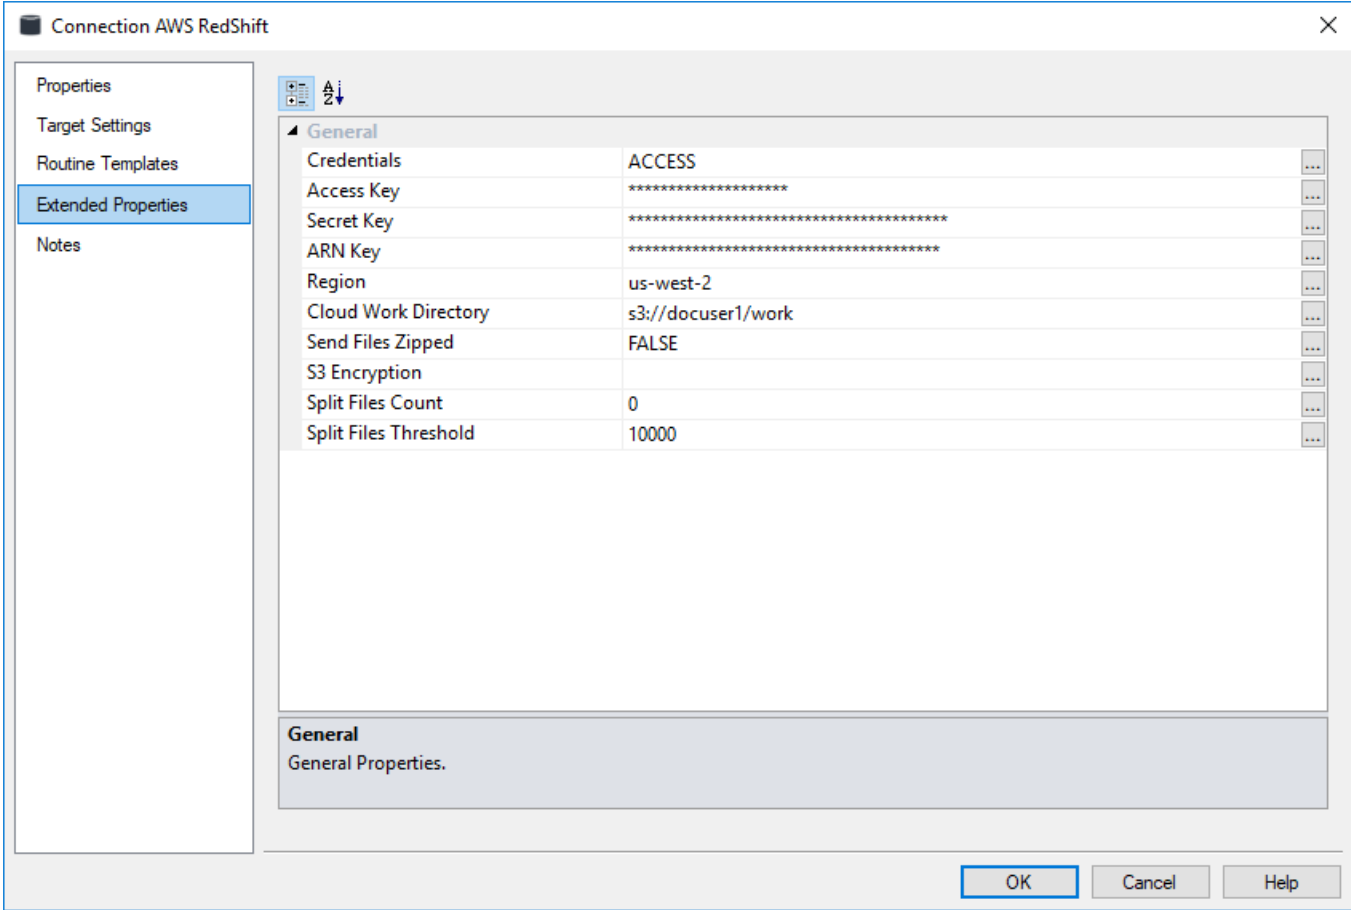 Connection AWS RedShift
Properties
Target Settings
Routine Templates
Extended Properties
Notes
General
Credentials ACCESS ...
Access Key ******************** ...
Secret Key **************************************** ...
ARN Key *************************************** ...
Region us-west-2 ...
Cloud Work Directory s3://docuser1/work ...
Send Files Zipped FALSE ...
S3 Encryption ...
Split Files Count 0 ...
Split Files Threshold 10000 ...
General
General Properties.
OK Cancel Help